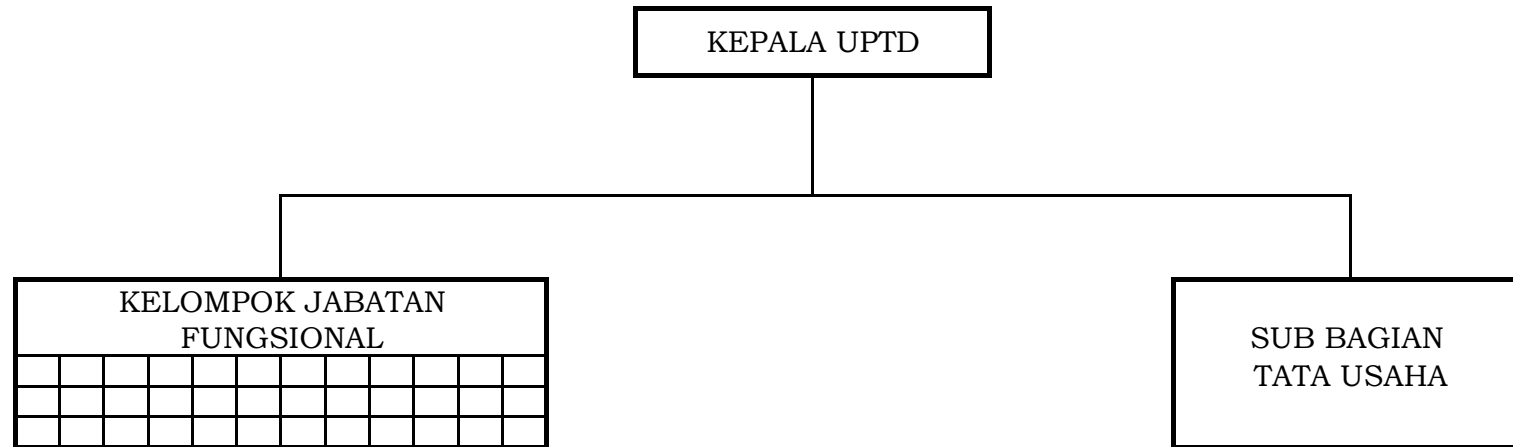 KEPALA UPTD
KELOMPOK JABATAN
FUNGSIONAL
SUB BAGIAN
TATA USAHA